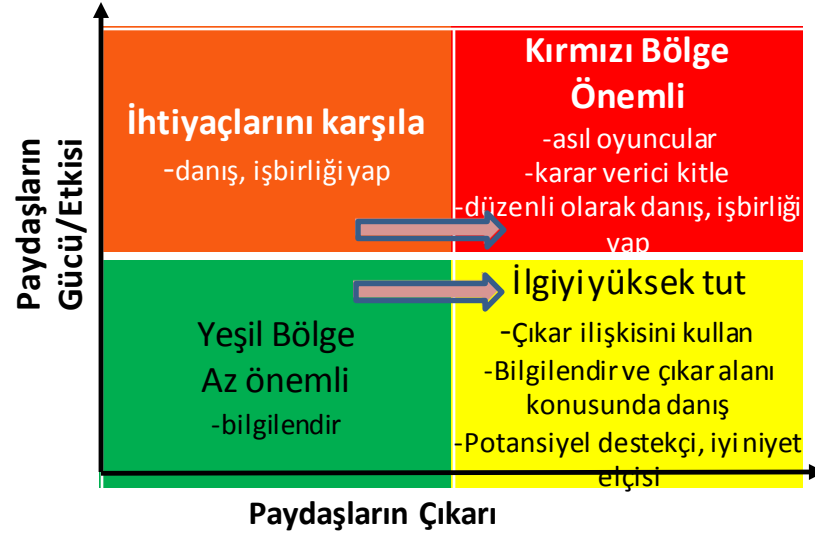 Paydaşların
Gücü/Etkisi
İhtiyaçlarını karşıla
-danış, işbirliği yap
Kırmızı Bölge
Önemli
-asıl oyuncular
-karar verici kitle
-düzenli olarak danış, işbirliği
yap
Yeşil Bölge
Az önemli
-bilgilendir
İlgiyi yüksek tut
-Çıkar ilişkisini kullan
-Bilgilendir ve çıkar alanı
konusunda danış
-Potansiyel destekçi, iyi niyet
elçisi
Paydaşların Çıkarı